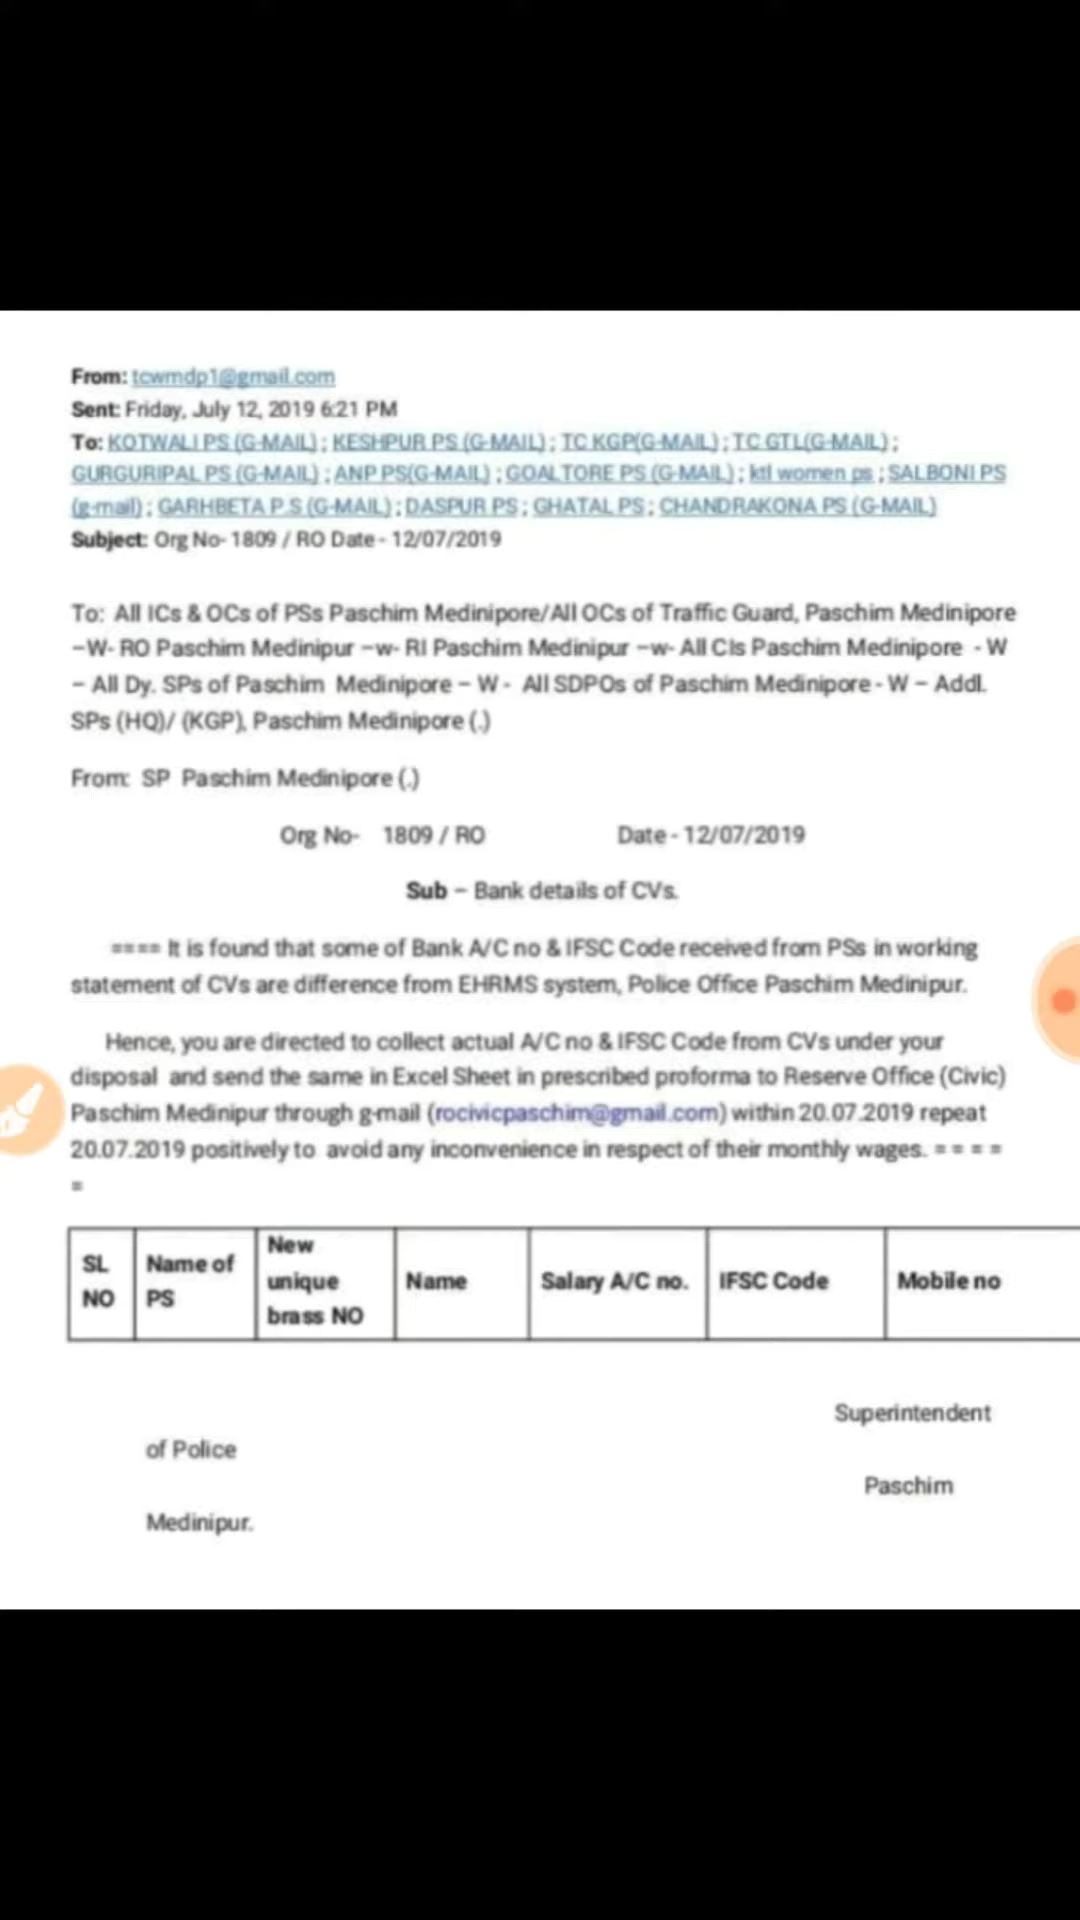 From: tcwmdp1@gmail.com
Sent: Friday, July 12, 2019 6:21 PM
To: KOTWALI PS (G-MAIL) ; KESHPUR PS (G-MAIL) ; TC KGP(G-MAIL) ; TC GTL(G-MAIL) ;
GURGURIPAL PS (G-MAIL) ; ANP PS(G-MAIL) ; GOALTORE PS (G-MAIL) ; ktl women ps ; SALBONI PS
(g-mail) ; GARHBETA P.S (G-MAIL) ; DASPUR PS ; GHATAL PS ; CHANDRAKONA PS (G-MAIL)
Subject: Org No- 1809 / RO Date - 12/07/2019
To: All ICs & OCs of PSs Paschim Medinipore/All OCs of Traffic Guard, Paschim Medinipore
–W- RO Paschim Medinipur –w- RI Paschim Medinipur –w- All CIs Paschim Medinipore - W
– All Dy. SPs of Paschim Medinipore – W - All SDPOs of Paschim Medinipore - W – Addl.
SPs (HQ)/ (KGP), Paschim Medinipore (.)
From: SP Paschim Medinipore (.)
Org No- 1809 / RO Date - 12/07/2019
Sub – Bank details of CVs.
==== It is found that some of Bank A/C no & IFSC Code received from PSs in working
statement of CVs are difference from EHRMS system, Police Office Paschim Medinipur.
Hence, you are directed to collect actual A/C no & IFSC Code from CVs under your
disposal and send the same in Excel Sheet in prescribed proforma to Reserve Office (Civic)
Paschim Medinipur through g-mail (rocivicpaschim@gmail.com) within 20.07.2019 repeat
20.07.2019 positively to avoid any inconvenience in respect of their monthly wages. = = = =
=
SL NO Name of PS New unique brass NO Name Salary A/C no. IFSC Code Mobile no
Superintendent
of Police
Paschim
Medinipur.